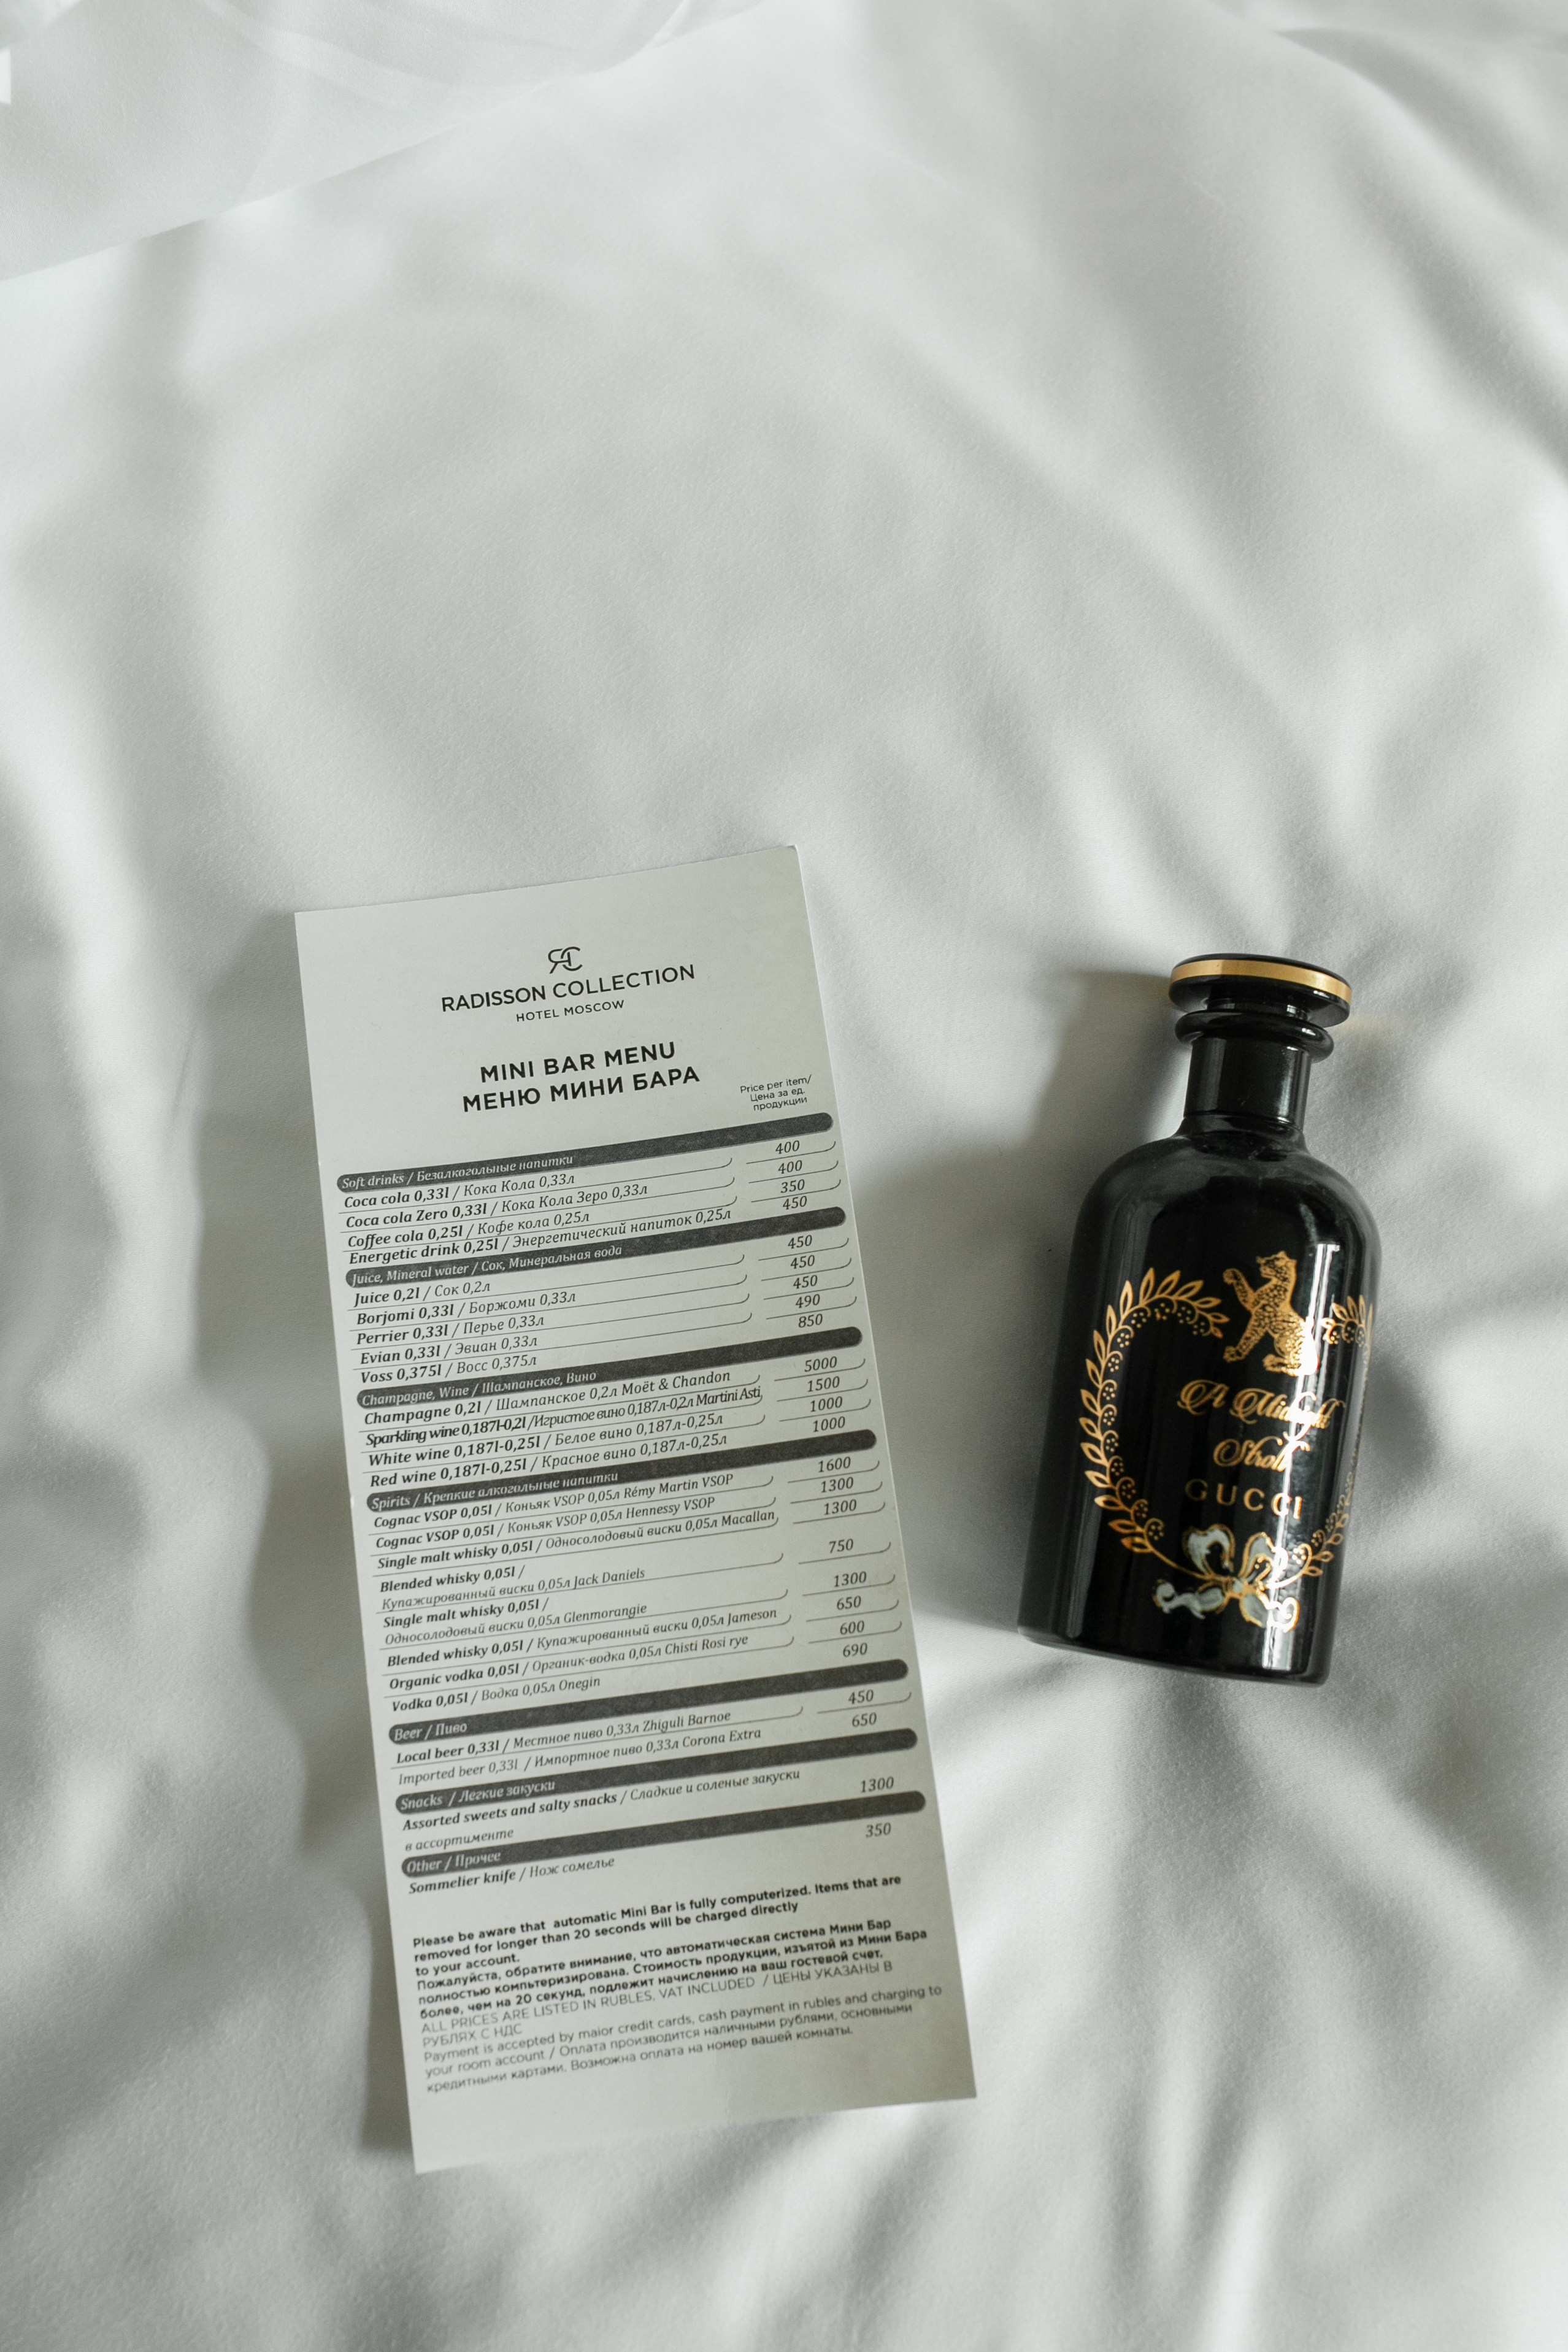 RC
RADISSON COLLECTION
HOTEL MOSCOW
MINI BAR MENU
МЕНЮ МИНИ БАРА
Price per item/
Цена за ед.
продукции
Soft drinks / Безалкогольные напитки
Coca cola 0,33l / Кока Кола 0,33л 400
Coca cola Zero 0,33l / Кока Кола Зеро 0,33л 400
Coffee cola 0,25l / Кофе кола 0,25л 350
Energetic drink 0,25l / Энергетический напиток 0,25л 450
Juice, Mineral water / Сок, Минеральная вода
Juice 0,2l / Сок 0,2л 450
Borjomi 0,33l / Боржоми 0,33л 450
Perrier 0,33l / Перье 0,33л 450
Evian 0,33l / Эвиан 0,33л 490
Voss 0,375l / Восс 0,375л 850
Champagne, Wine / Шампанское, Вино
Champagne 0,2l / Шампанское 0,2л Moët & Chandon 5000
Sparkling wine 0,187l-0,2l /Игристое вино 0,187л-0,2л Martini Asti 1500
White wine 0,187l-0,25l / Белое вино 0,187л-0,25л 1000
Red wine 0,187l-0,25l / Красное вино 0,187л-0,25л 1000
Spirits / Крепкие алкогольные напитки
Cognac VSOP 0,05l / Коньяк VSOP 0,05л Rémy Martin VSOP 1600
Cognac VSOP 0,05l / Коньяк VSOP 0,05л Hennessy VSOP 1300
Single malt whisky 0,05l / Односолодовый виски 0,05л Macallan 1300
Blended whisky 0,05l /
Купажированный виски 0,05л Jack Daniels 750
Single malt whisky 0,05l /
Односолодовый виски 0,05л Glenmorangie 1300
Blended whisky 0,05l / Купажированный виски 0,05л Jameson 650
Organic vodka 0,05l / Органик-водка 0,05л Chisti Rosi rye 600
Vodka 0,05l / Водка 0,05л Onegin 690
Beer / Пиво
Local beer 0,33l / Местное пиво 0,33л Zhiguli Barnoe 450
Imported beer 0,33l / Импортное пиво 0,33л Corona Extra 650
Snacks / Легкие закуски
Assorted sweets and salty snacks / Сладкие и соленые закуски
в ассортименте 1300
Other / Прочее
Sommelier knife / Нож сомелье 350
Please be aware that automatic Mini Bar is fully computerized. Items that are
removed for longer than 20 seconds will be charged directly
to your account.
Пожалуйста, обратите внимание, что автоматическая система Мини Бар
полностью компьтеризирована. Стоимость продукции, изъятой из Мини Бара
более, чем на 20 секунд, подлежит начислению на ваш гостевой счет.
ALL PRICES ARE LISTED IN RUBLES, VAT INCLUDED / ЦЕНЫ УКАЗАНЫ В
РУБЛЯХ С НДС
Payment is accepted by major credit cards, cash payment in rubles and charging to
your room account / Оплата производится наличными рублями, основными
кредитными картами. Возможна оплата на номер вашей комнаты.
A Midnight
Stroll
GUCCI